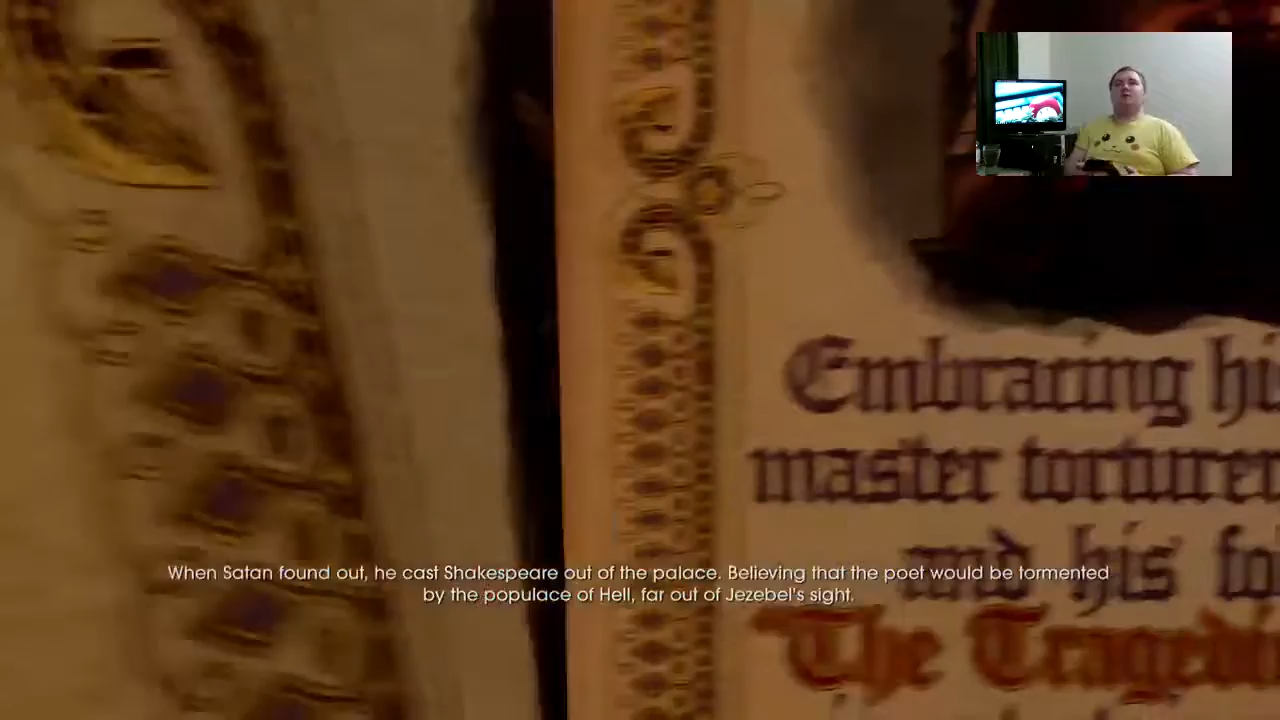 Embracing hi
master torturer
and his fo
The Tragedi
When Satan found out, he cast Shakespeare out of the palace. Believing that the poet would be tormented
by the populace of Hell, far out of Jezebel's sight.